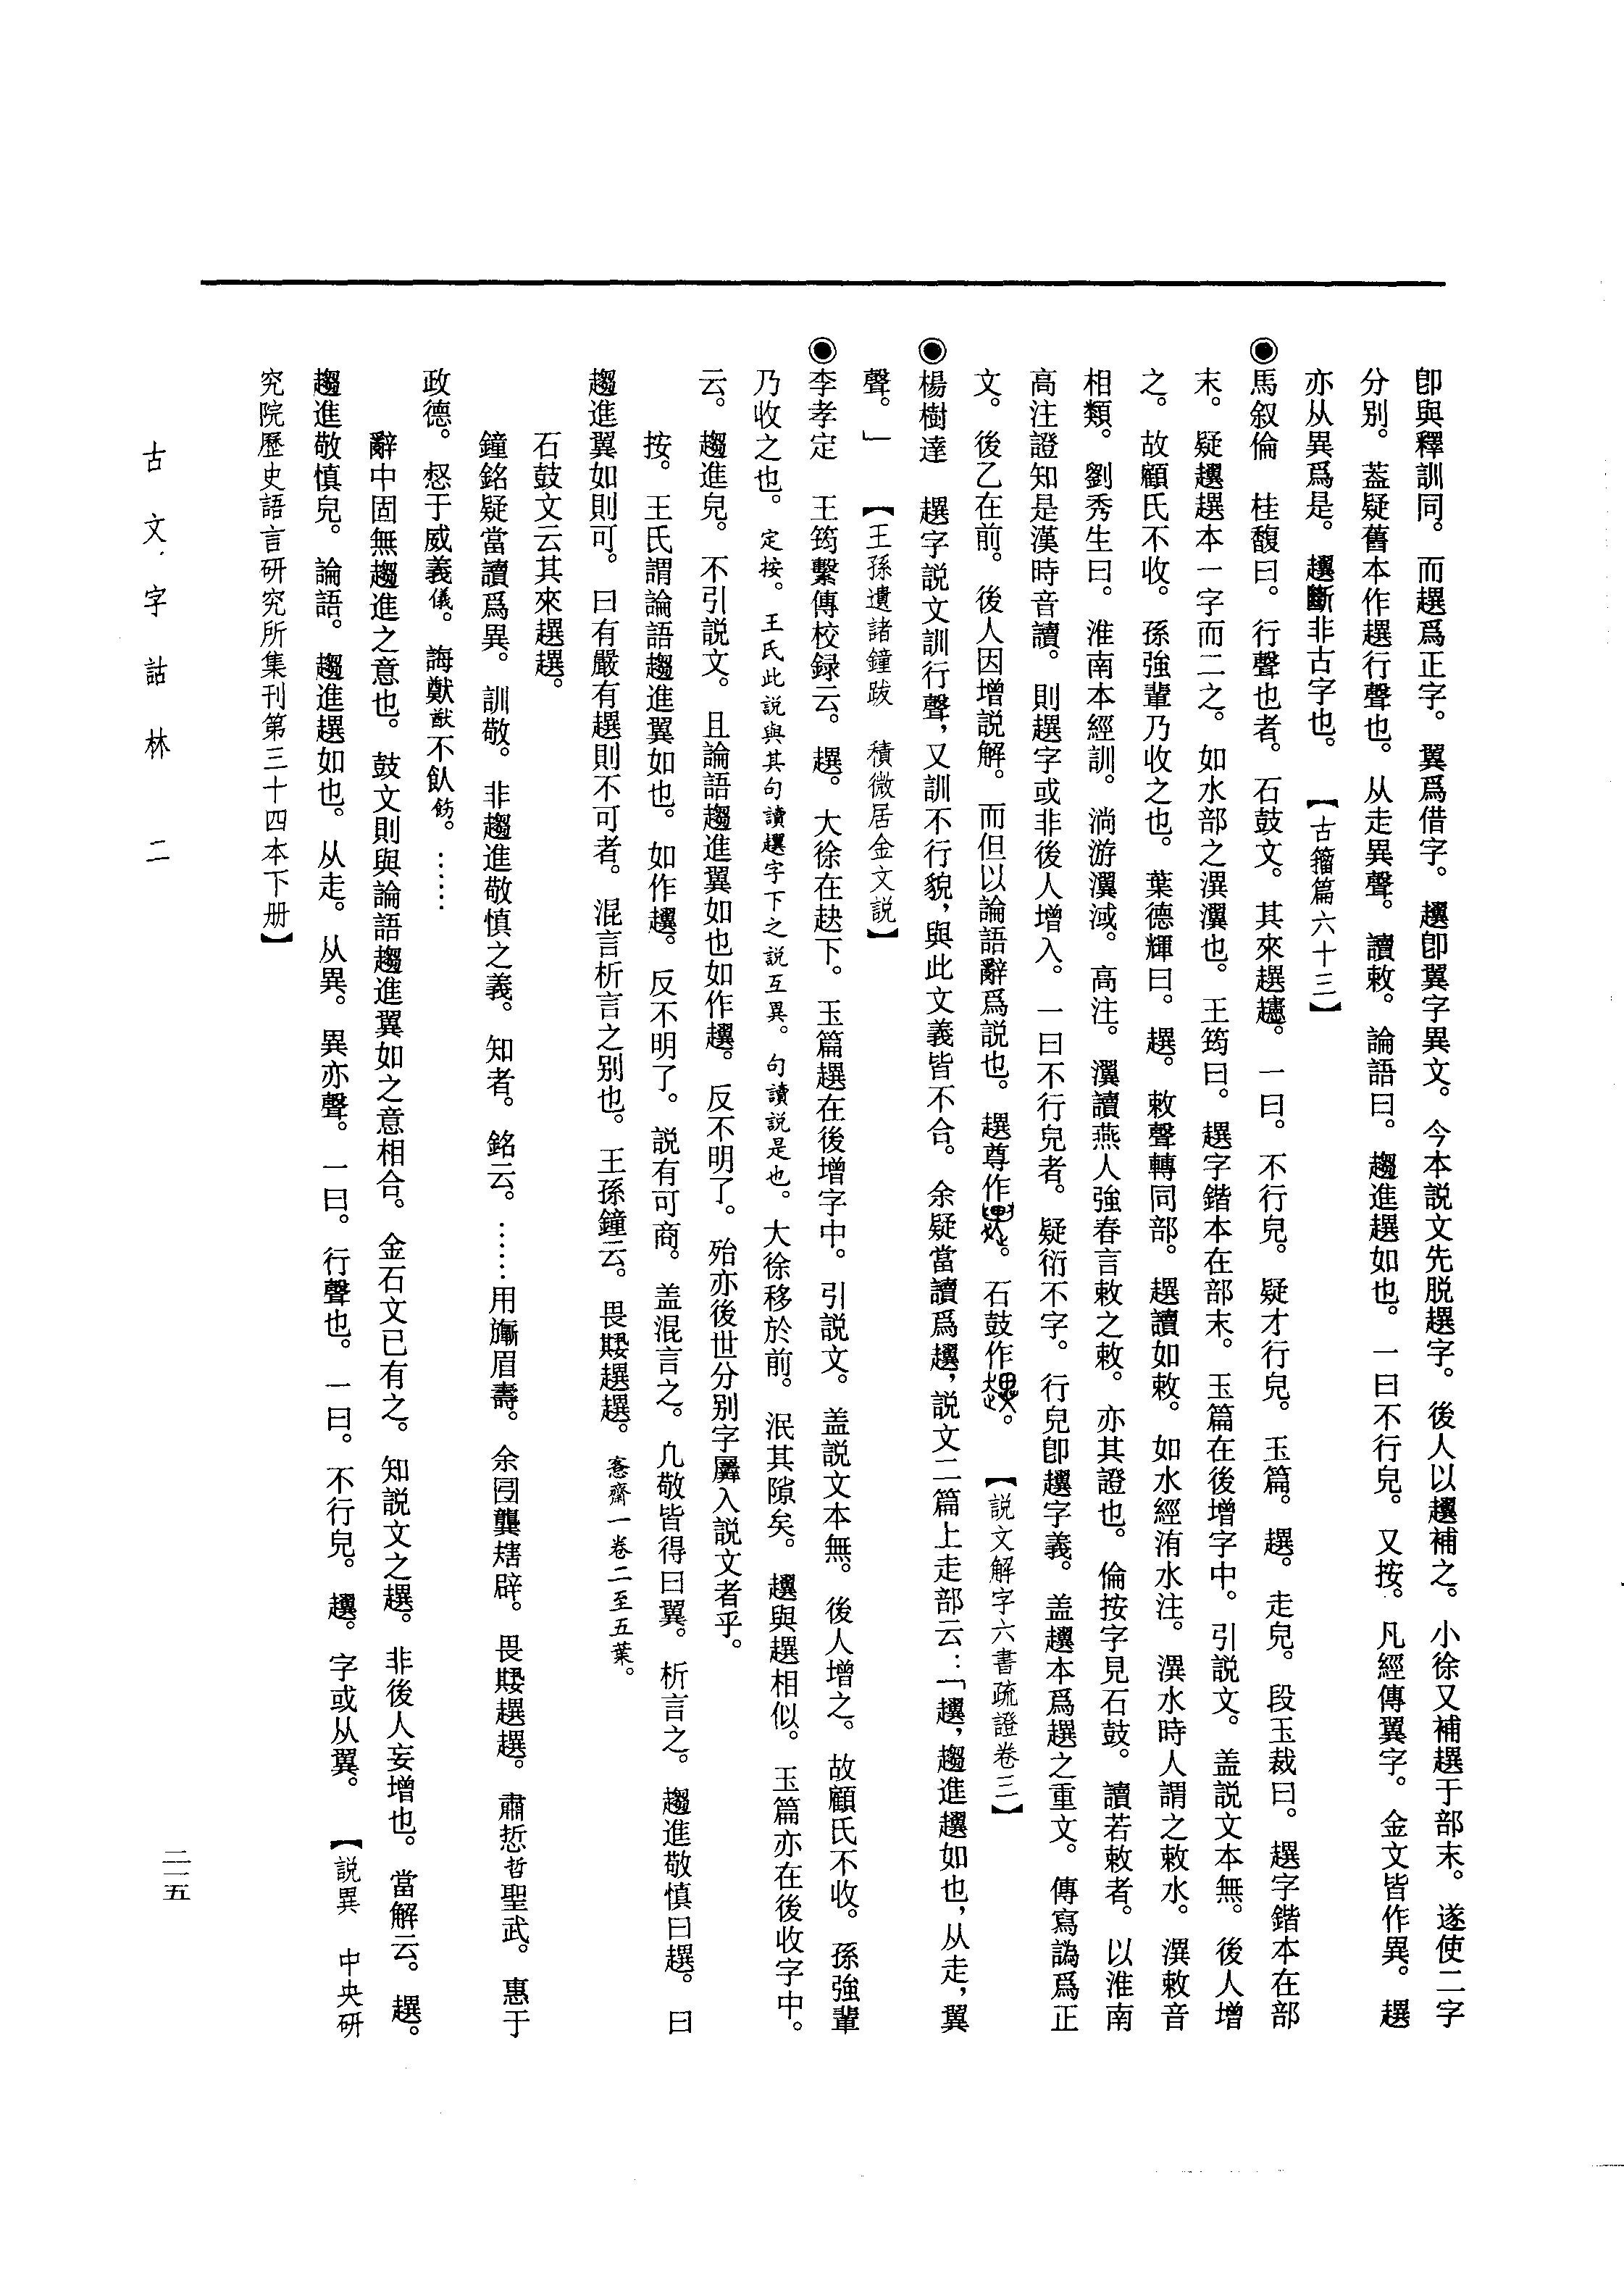 卽與釋訓同。而趩爲正字。翼爲借字。趯卽翼字異文。今本説文先脱趩字。後人以補之。小徐又補趩于部末。遂使二字
分别。葢疑舊本作趩行聲也。从走異聲。讀敕。論語曰。趨進趩如也。一曰不行皃。又按。凡經傳翼字。金文皆作異。趩
亦从異爲是。斷非古字也。【古籀篇六十三】
◉馬叙倫　桂馥曰。行聲也者。石鼓文。其來趩。一曰。不行皃。疑才行皃。玉篇。趩。走皃。段玉裁曰。趩字鍇本在部
末。疑趩本一字而二之。如水部之潩瀷也。王筠曰。趩字鍇本在部末。玉篇在後增字中。引説文。盖説文本無。後人增
之。故顧氏不收。孫強輩乃收之也。葉德輝曰。趩。敕聲轉同部。趩讀如敕。如水經洧水注。潩水時人謂之敕水。潩敕音
相類。劉秀生曰。淮南本經訓。淌游瀷淢。高注。瀷讀燕人強春言敕之敕。亦其證也。倫按字見石鼓。讀若敕者。以淮南
高注證知是漢時音讀。則趩字或非後人增入。一曰不行皃者。疑衍不字。行皃卽字義。盖本爲趩之重文。傳寫譌爲正
文。後乙在前。後人因增説解。而但以論語辭爲説也。趩尊作。石鼓作。【説文解字六書疏證卷三】
◉楊樹達　趩字説文訓行聲，又訓不行貌，與此文義皆不合。余疑當讀爲，説文二篇上走部云：「，趨進如也，从走，翼
聲。」【王孫遺諸鐘跋　積微居金文説】
◉李孝定　王筠繫傳校録云。趩。大徐在赽下。玉篇趩在後增字中。引説文。盖説文本無。後人增之。故顧氏不收。孫強輩
乃收之也。定按。王氏此説與其句讀字下之説互異。句讀説是也。大徐移於前。泯其隙矣。與趩相似。玉篇亦在後收字中。
云。趨進皃。不引説文。且論語趨進翼如也如作。反不明了。殆亦後世分别字羼入説文者乎。
按。王氏謂論語趨進翼如也。如作。反不明了。説有可商。盖混言之。凡敬皆得曰翼。析言之。趨進敬慎曰趩。曰
趨進翼如則可。曰有嚴有趩則不可者。混言析言之别也。王孫鐘云。畏趩趩。愙齋一卷二至五葉。
石鼓文云其來趩趩。
鐘銘疑當讀爲異。訓敬。非趨進敬慎之義。知者。銘云。……用旂眉壽。余龔辟。畏趩趩。肅悊哲聖武。惠于
政德。惄于威義儀。誨猷猷不飤飭。……
辭中固無趨進之意也。鼓文則與論語趨進翼如之意相合。金石文已有之。知説文之趩。非後人妄增也。當解云。趩。
趨進敬慎皃。論語。趨進趩如也。从走。从異。異亦聲。一曰。行聲也。一曰。不行皃。字或从翼。【説異　中央研
究院歷史語言研究所集刊第三十四本下册】
古文字詁林　二
二一五